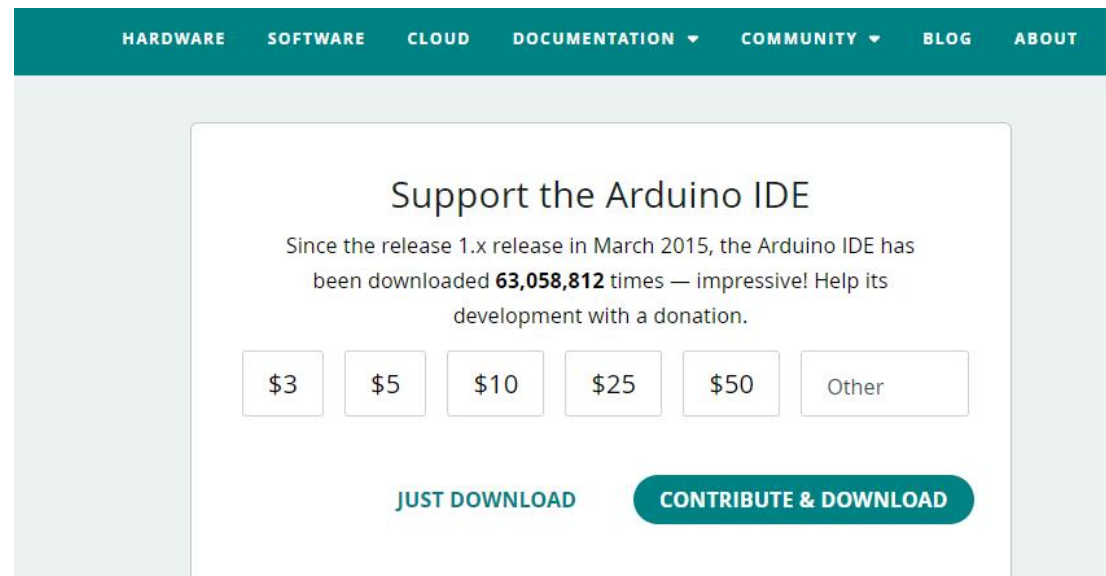 HARDWARE SOFTWARE CLOUD DOCUMENTATION COMMUNITY BLOG ABOUT
Support the Arduino IDE
Since the release 1.x release in March 2015, the Arduino IDE has
been downloaded 63,058,812 times — impressive! Help its
development with a donation.
$3 $5 $10 $25 $50 Other
JUST DOWNLOAD CONTRIBUTE & DOWNLOAD